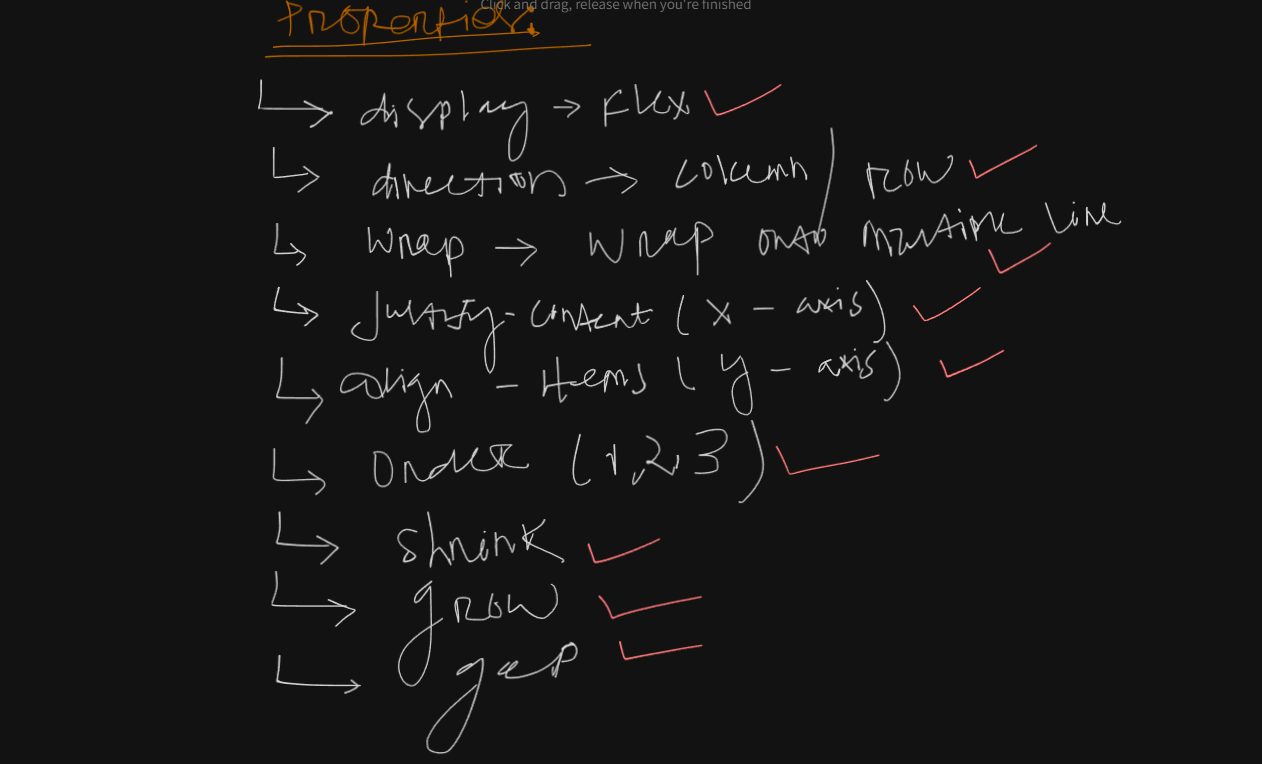 Click and drag, release when you're finished
Properties.
display → Flex
direction → column / row
wrap → wrap onto multiple line
Justify-content (x - axis)
align - items (y - axis)
Order (1,2,3)
shrink
grow
gap